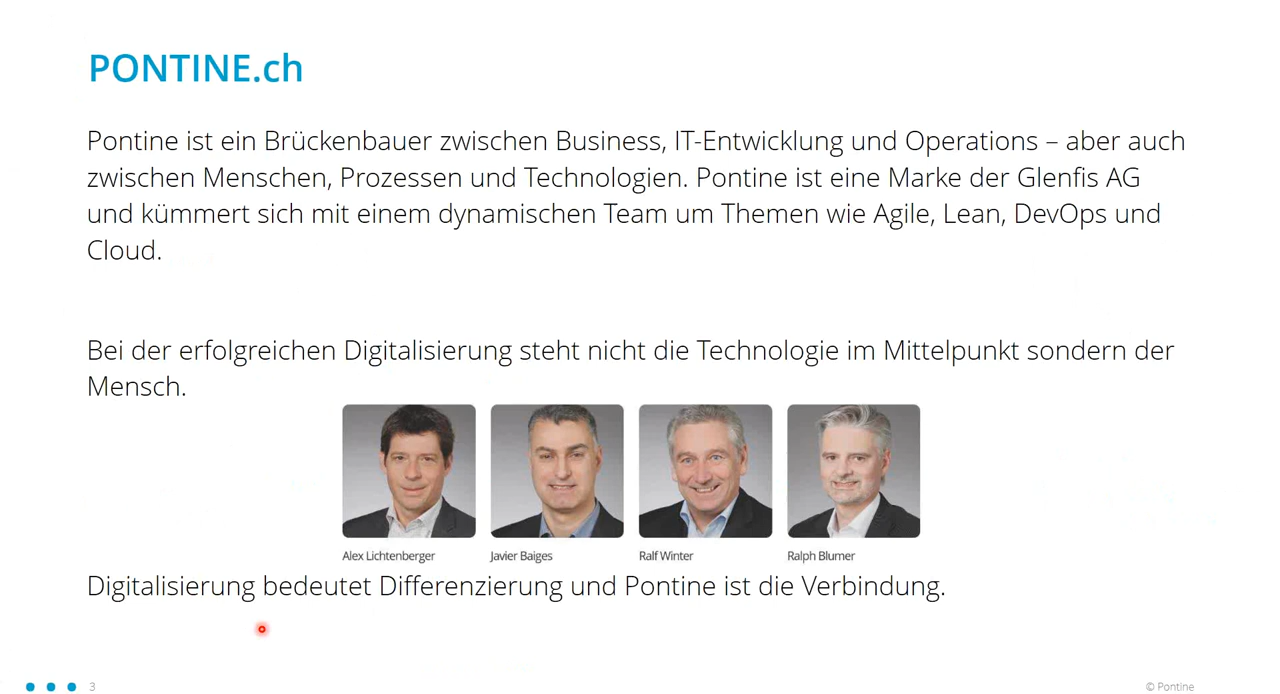 PONTINE.ch
Pontine ist ein Brückenbauer zwischen Business, IT-Entwicklung und Operations – aber auch
zwischen Menschen, Prozessen und Technologien. Pontine ist eine Marke der Glenfis AG
und kümmert sich mit einem dynamischen Team um Themen wie Agile, Lean, DevOps und
Cloud.
Bei der erfolgreichen Digitalisierung steht nicht die Technologie im Mittelpunkt sondern der
Mensch.
Alex Lichtenberger
Javier Baiges
Ralf Winter
Ralph Blumer
Digitalisierung bedeutet Differenzierung und Pontine ist die Verbindung.
3
© Pontine